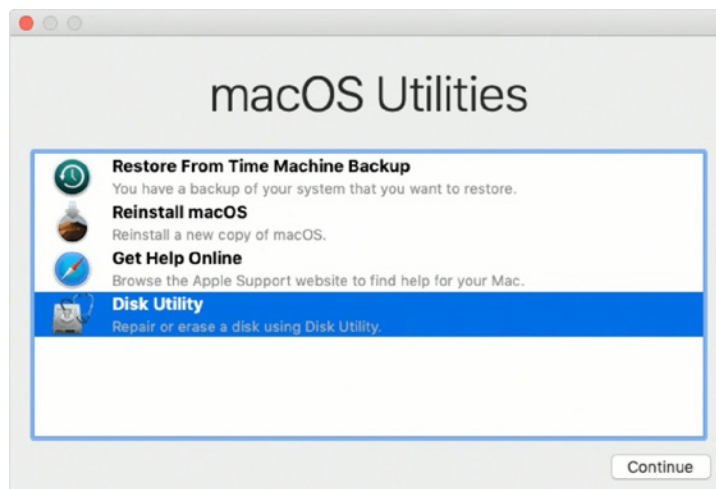 macOS Utilities
Restore From Time Machine Backup
You have a backup of your system that you want to restore.
Reinstall macOS
Reinstall a new copy of macOS.
Get Help Online
Browse the Apple Support website to find help for your Mac.
Disk Utility
Repair or erase a disk using Disk Utility.
Continue